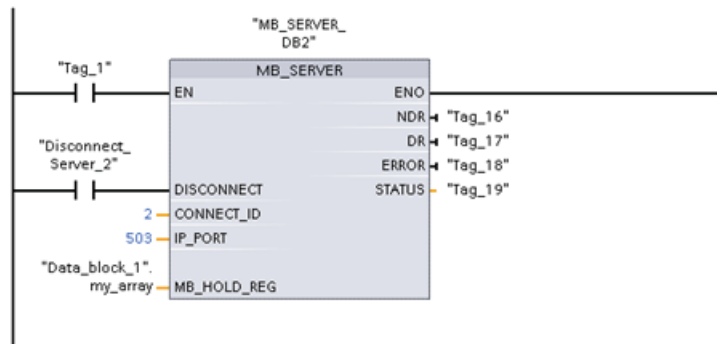 "MB_SERVER_
DB2"
"Tag_1"
MB_SERVER
EN
ENO
NDR
"Tag_16"
DR
"Tag_17"
"Disconnect_
Server_2"
ERROR
"Tag_18"
DISCONNECT
STATUS
"Tag_19"
2
CONNECT_ID
503
IP_PORT
"Data_block_1".
my_array
MB_HOLD_REG